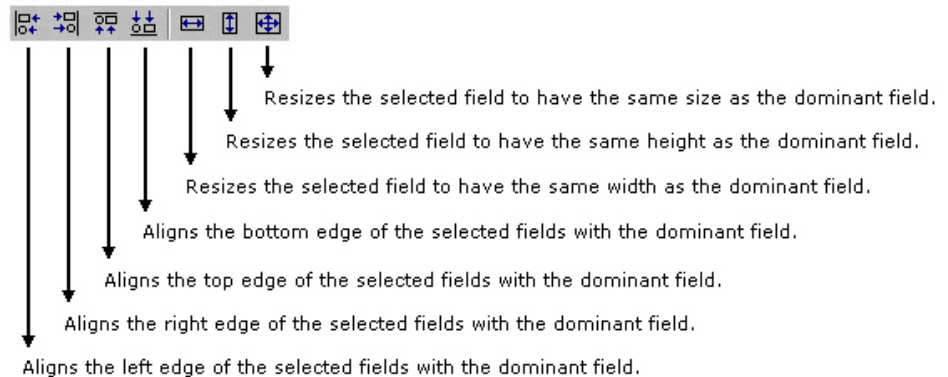 Resizes the selected field to have the same size as the dominant field.
Resizes the selected field to have the same height as the dominant field.
Resizes the selected field to have the same width as the dominant field.
Aligns the bottom edge of the selected fields with the dominant field.
Aligns the top edge of the selected fields with the dominant field.
Aligns the right edge of the selected fields with the dominant field.
Aligns the left edge of the selected fields with the dominant field.